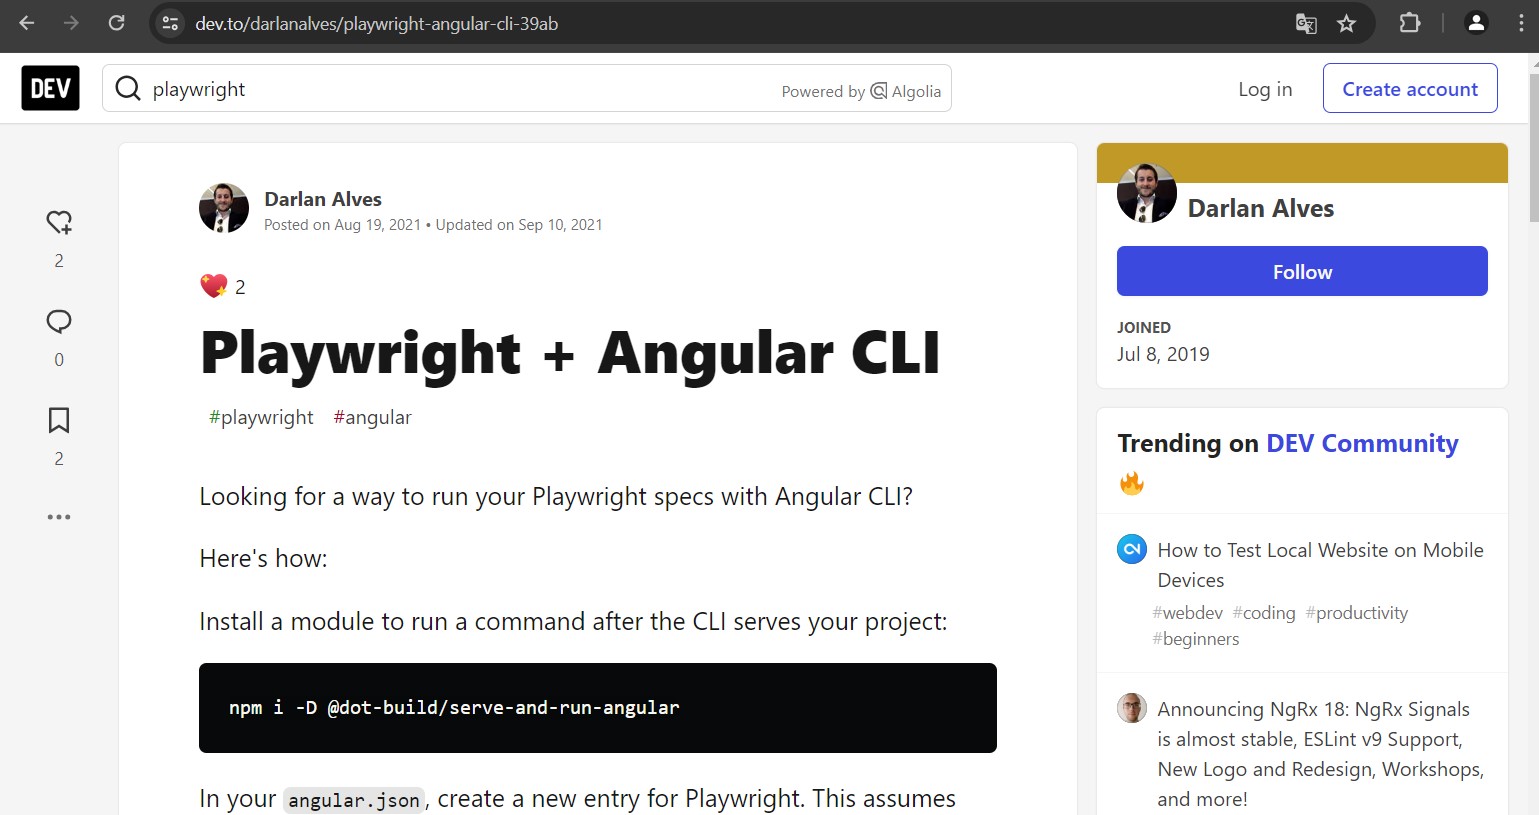 dev.to/darlanalves/playwright-angular-cli-39ab
DEV
playwright
Powered by Algolia
Log in
Create account
Darlan Alves
Posted on Aug 19, 2021 • Updated on Sep 10, 2021
2
2
0
2
Playwright + Angular CLI
#playwright #angular
Looking for a way to run your Playwright specs with Angular CLI?
Here's how:
Install a module to run a command after the CLI serves your project:
npm i -D @dot-build/serve-and-run-angular
In your angular.json, create a new entry for Playwright. This assumes
Darlan Alves
Follow
JOINED
Jul 8, 2019
Trending on DEV Community
🔥
How to Test Local Website on Mobile
Devices
#webdev #coding #productivity
#beginners
Announcing NgRx 18: NgRx Signals
is almost stable, ESLint v9 Support,
New Logo and Redesign, Workshops,
and more!